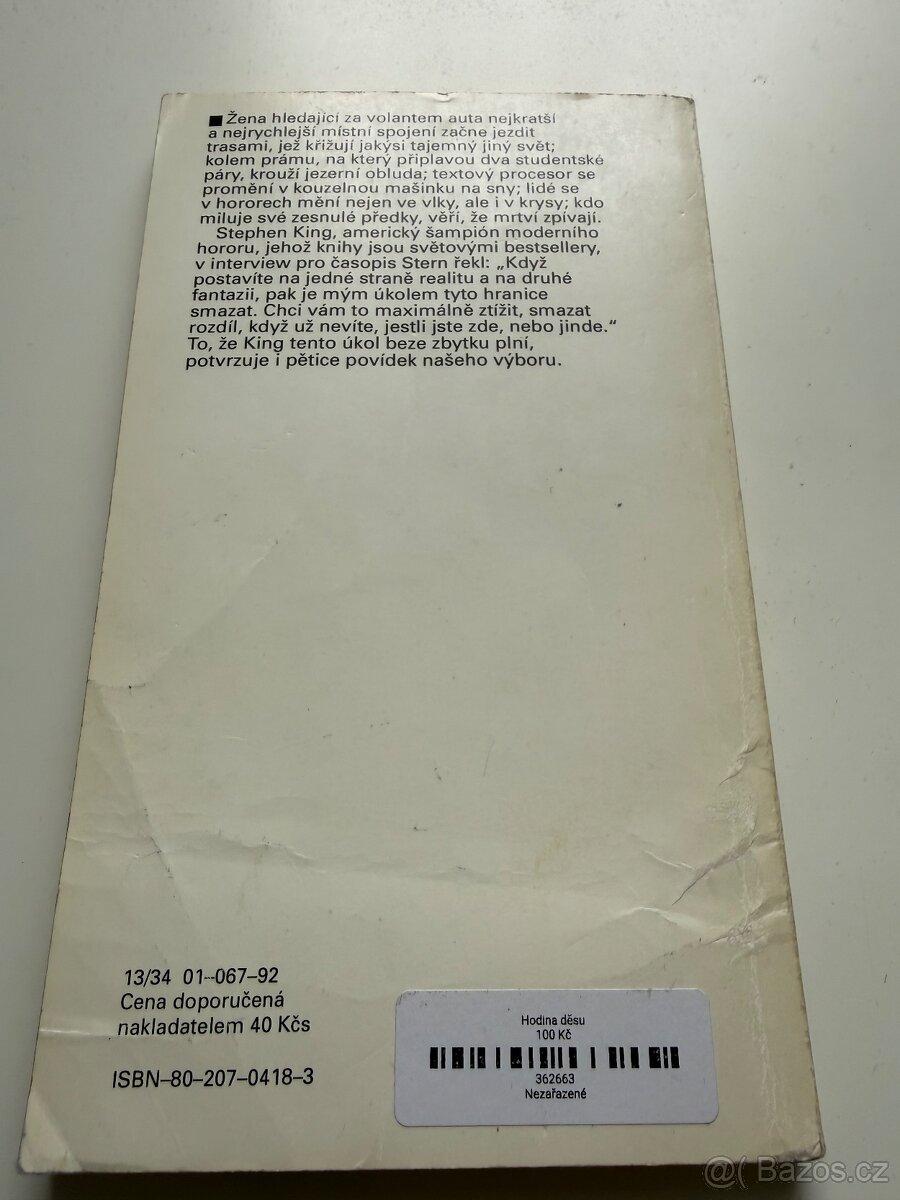 ■ Žena hledající za volantem auta nejkratší
a nejrychlejší místní spojení začne jezdit
trasami, jež křižují jakýsi tajemný jiný svět;
kolem prámu, na který připlavou dva studentské
páry, krouží jezerní obluda; textový procesor se
promění v kouzelnou mašinku na sny; lidé se
v hororech mění nejen ve vlky, ale i v krysy; kdo
miluje své zesnulé předky, věří, že mrtví zpívají.
Stephen King, americký šampión moderního
hororu, jehož knihy jsou světovými bestsellery,
v interview pro časopis Stern řekl: „Když
postavíte na jedné straně realitu a na druhé
fantazii, pak je mým úkolem tyto hranice
smazat. Chci vám to maximálně ztížit, smazat
rozdíl, když už nevíte, jestli jste zde, nebo jinde.“
To, že King tento úkol beze zbytku plní,
potvrzuje i pětice povídek našeho výboru.
13/34 01--067–92
Cena doporučená
nakladatelem 40 Kčs
ISBN–80–207–0418–3
Hodina děsu
100 Kč
362663
Nezařazené
@( Bazos.cz